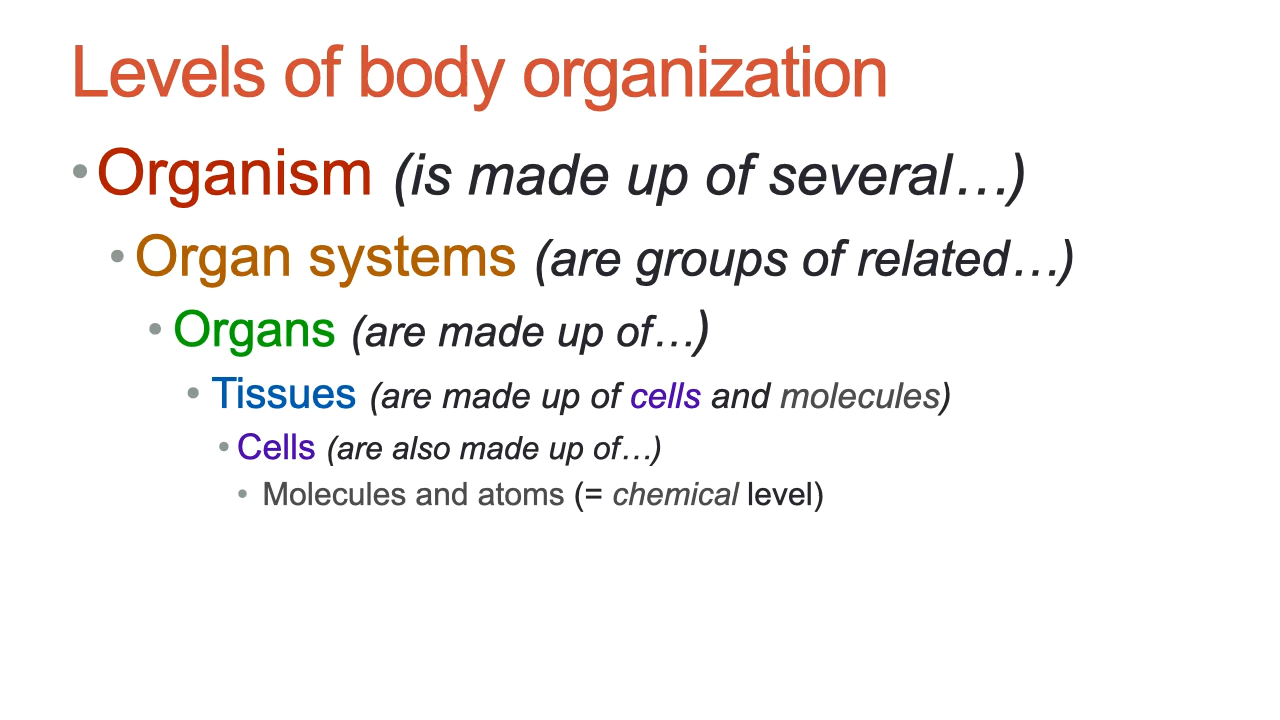 Levels of body organization
• Organism (is made up of several…)
• Organ systems (are groups of related…)
• Organs (are made up of…)
• Tissues (are made up of cells and molecules)
• Cells (are also made up of…)
• Molecules and atoms (= chemical level)